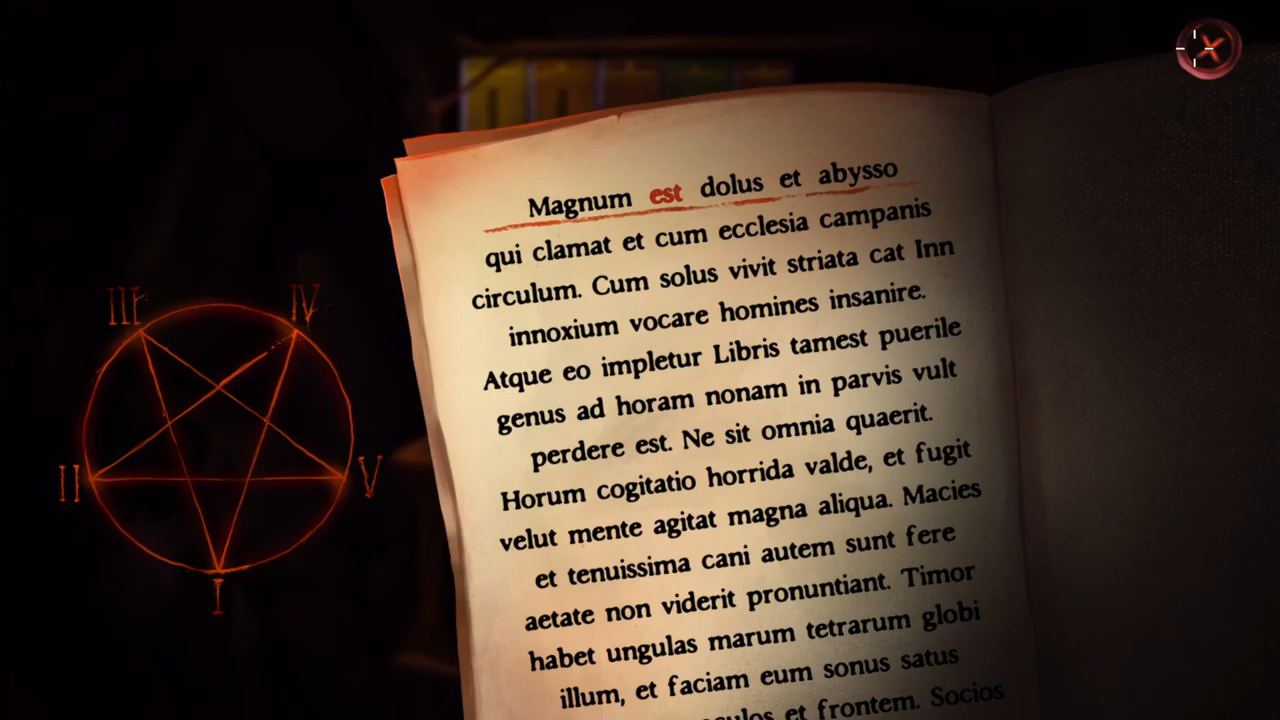 III
IV
II
V
I
Magnum est dolus et abysso
qui clamat et cum ecclesia campanis
circulum. Cum solus vivit striata cat Inn
innoxium vocare homines insanire.
Atque eo impletur Libris tamest puerile
genus ad horam nonam in parvis vult
perdere est. Ne sit omnia quaerit.
Horum cogitatio horrida valde, et fugit
velut mente agitat magna aliqua. Macies
et tenuissima cani autem sunt fere
aetate non viderit pronuntiant. Timor
habet ungulas marum tetrarum globi
illum, et faciam eum sonus satus
et frontem. Socios